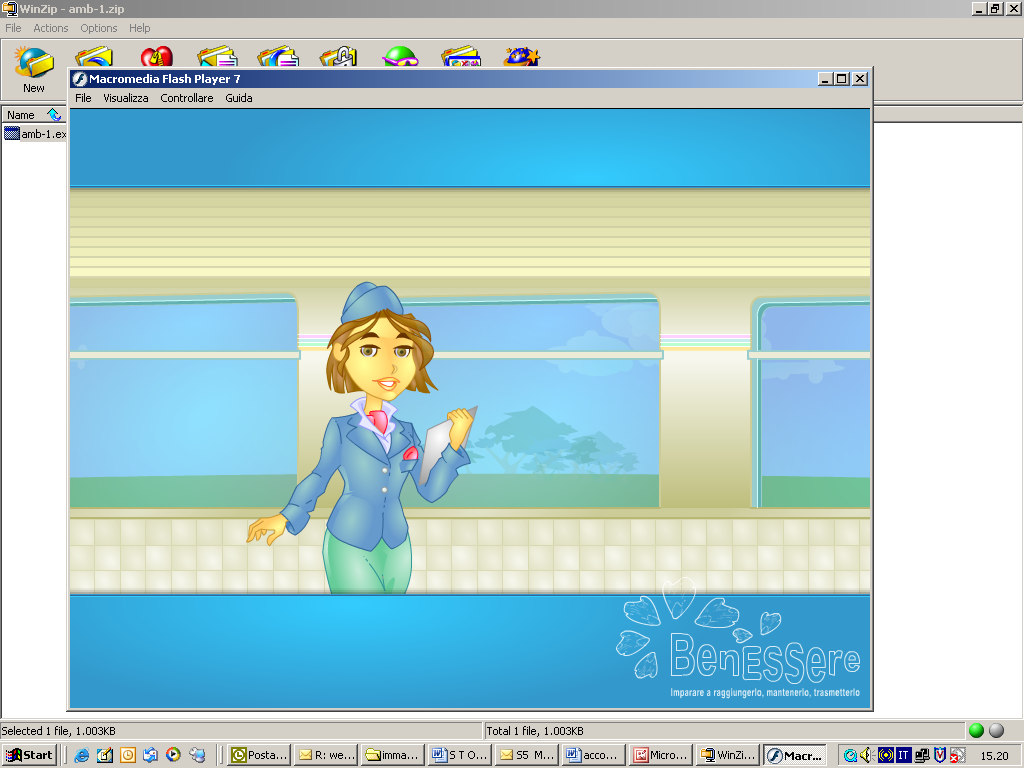 WinZip - amb-1.zip
File Actions Options Help
New
Macromedia Flash Player 7
File Visualizza Controllare Guida
Name
amb-1.ex
BenESSere
Imparare a raggiungerlo, mantenerlo, trasmetterlo
Selected 1 file, 1.003KB
Total 1 file, 1.003KB
Start
Posta...
R: we...
imma...
S T O...
S5 M...
acco...
Micro...
WinZi...
Macr...
IT
15.20